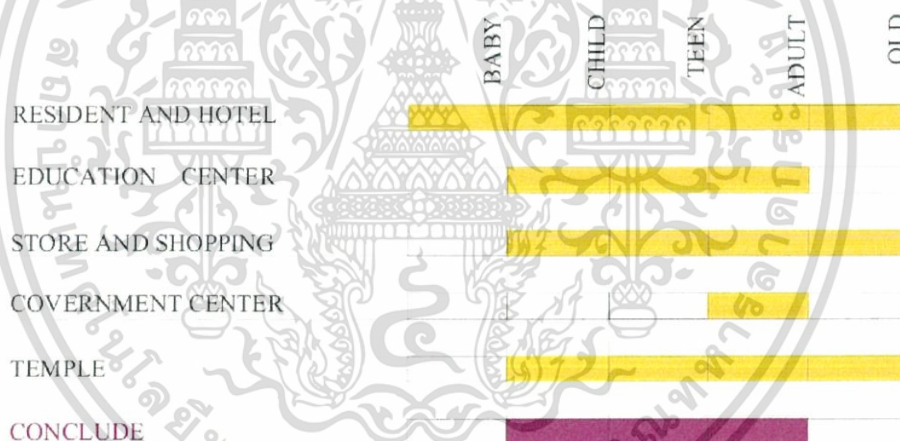 BABY CHILD TEEN ADULT OLD
RESIDENT AND HOTEL
EDUCATION CENTER
STORE AND SHOPPING
COVERNMENT CENTER
TEMPLE
CONCLUDE